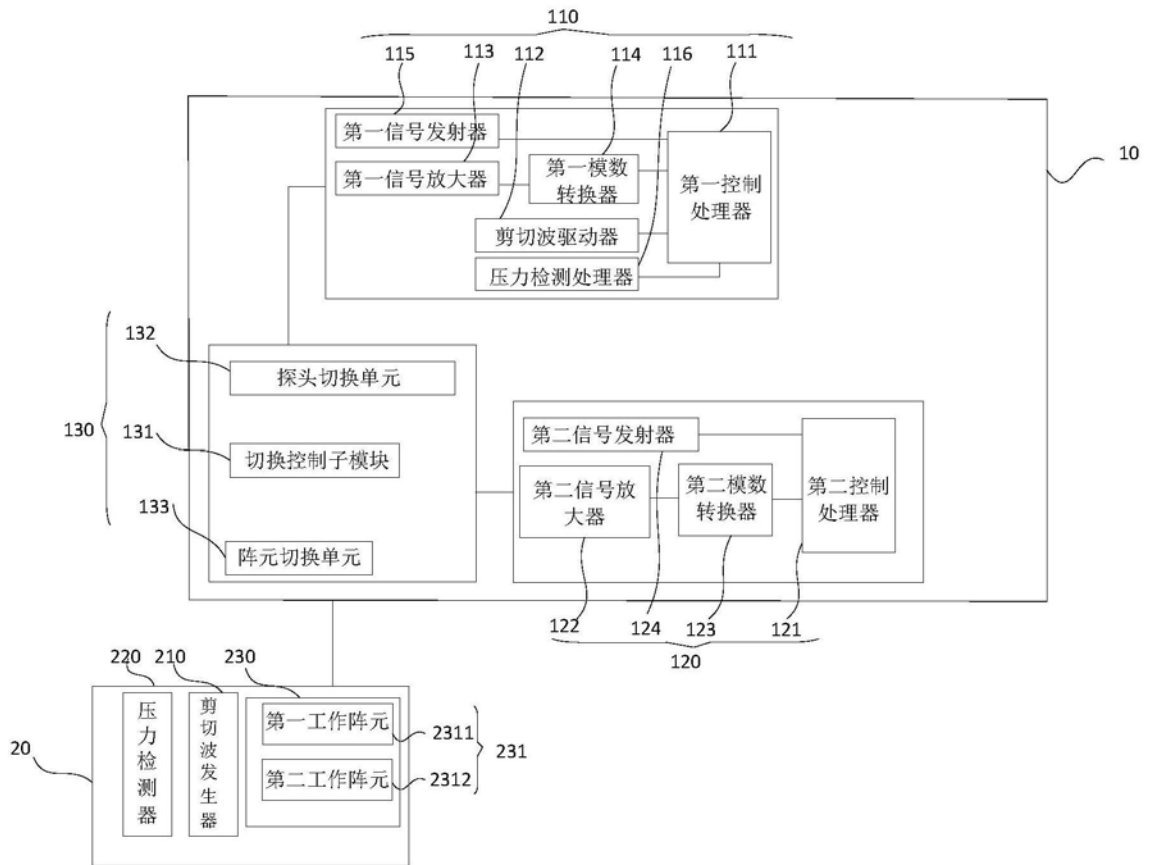 110
115 113 112 114 116 111
第一信号发射器
10
第一信号放大器
第一模数
转换器
第一控制
处理器
剪切波驱动器
压力检测处理器
132
探头切换单元
130
131
切换控制子模块
第二信号发射器
第二信号放
大器
第二模数
转换器
第二控制
处理器
133
阵元切换单元
122 124 123 121
120
220 210 230
压力检测器
剪切波发生器
第一工作阵元
2311
231
20
第二工作阵元
2312